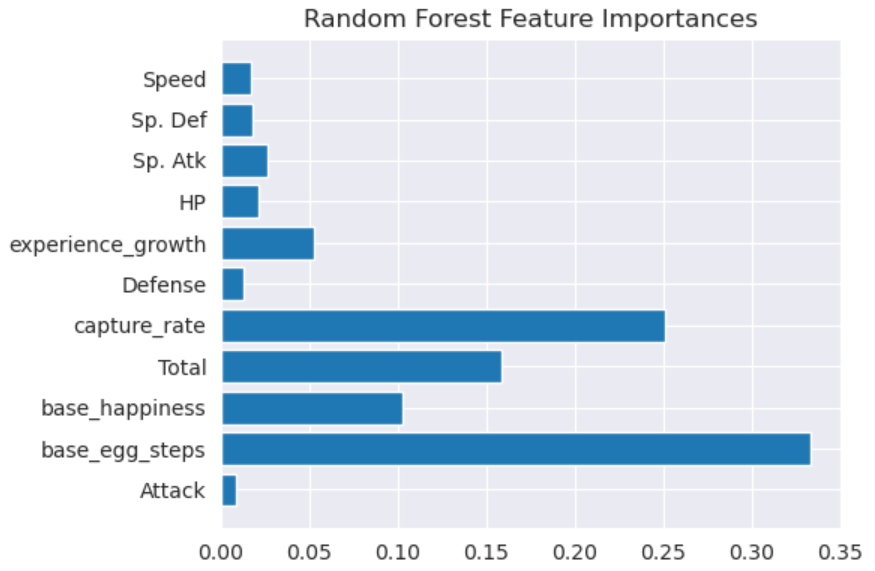 Random Forest Feature Importances
Speed
Sp. Def
Sp. Atk
HP
experience_growth
Defense
capture_rate
Total
base_happiness
base_egg_steps
Attack
0.00 0.05 0.10 0.15 0.20 0.25 0.30 0.35